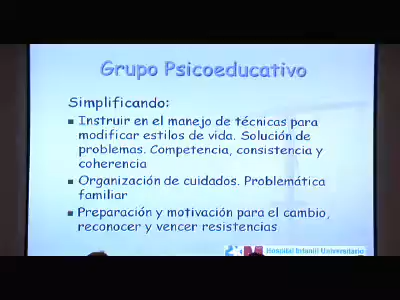 Grupo Psicoeducativo
Simplificando:
■ Instruir en el manejo de técnicas para
modificar estilos de vida. Solución de
problemas. Competencia, consistencia y
coherencia
■ Organización de cuidados. Problemática
familiar
■ Preparación y motivación para el cambio,
reconocer y vencer resistencias
Hospital Infantil Universitario